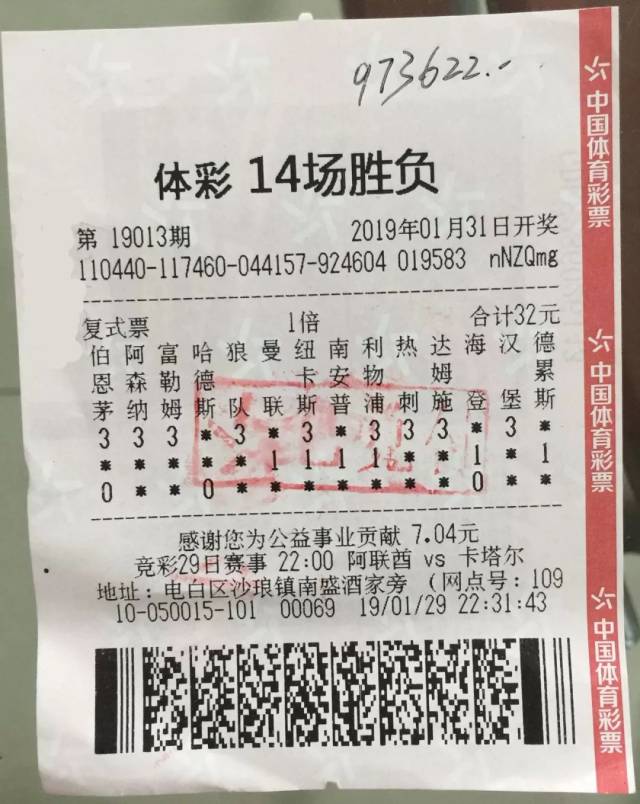 973622.-
体彩 14场胜负
第 19013期 2019年01月31日开奖
110440-117460-044157-924604 019583 nNZQmg
复式票 1倍 合计32元
伯 阿 富 哈 狼 曼 纽 南 利 热 达 海 汉 德
恩 森 勒 德 卡 安 物 姆 累
茅 纳 姆 斯 队 联 斯 普 浦 刺 施 登 堡 斯
3 3 3 * 3 * 3 * 3 3 3 * 3 *
* * * * * 1 1 1 1 * * 1 * 1
0 * * 0 * * * * * * * 0 * *
感谢您为公益事业贡献 7.04元
竞彩29日赛事 22:00 阿联酋 vs 卡塔尔
地址: 电白区沙琅镇南盛酒家旁 (网点号: 109
10-050015-101 00069 19/01/29 22:31:43
中国体育彩票
中国体育彩票
中国体育彩票